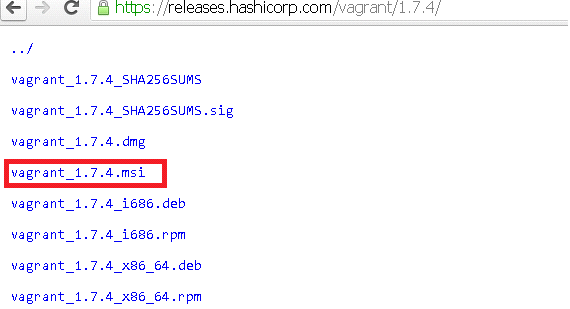 https://releases.hashicorp.com/vagrant/1.7.4/
../
vagrant_1.7.4_SHA256SUMS
vagrant_1.7.4_SHA256SUMS.sig
vagrant_1.7.4.dmg
vagrant_1.7.4.msi
vagrant_1.7.4_i686.deb
vagrant_1.7.4_i686.rpm
vagrant_1.7.4_x86_64.deb
vagrant_1.7.4_x86_64.rpm